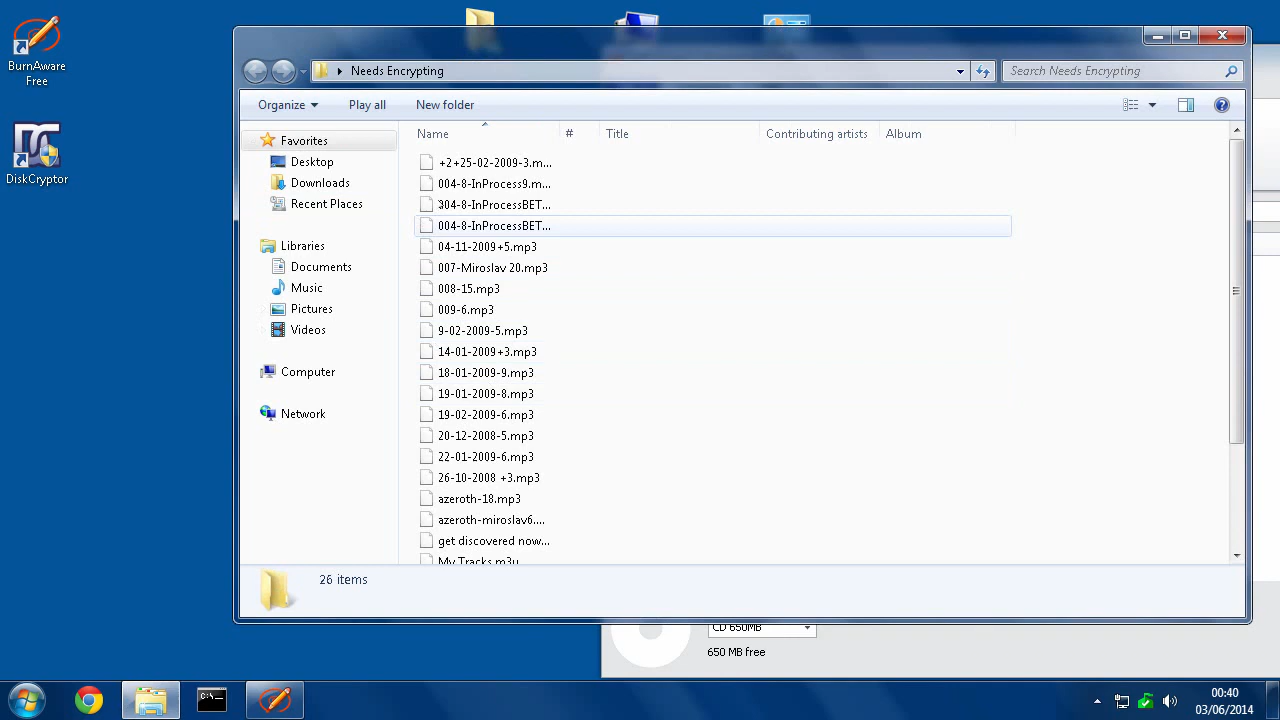 BurnAware
Free
DiskCryptor
Needs Encrypting
Search Needs Encrypting
Organize Play all New folder
Name # Title Contributing artists Album
Favorites
Desktop
Downloads
Recent Places
Libraries
Documents
Music
Pictures
Videos
Computer
Network
+2+25-02-2009-3.m...
004-8-InProcess9.m...
004-8-InProcessBET...
004-8-InProcessBET...
04-11-2009+5.mp3
007-Miroslav 20.mp3
008-15.mp3
009-6.mp3
9-02-2009-5.mp3
14-01-2009+3.mp3
18-01-2009-9.mp3
19-01-2009-8.mp3
19-02-2009-6.mp3
20-12-2008-5.mp3
22-01-2009-6.mp3
26-10-2008 +3.mp3
azeroth-18.mp3
azeroth-miroslav6....
get discovered now...
My Tracks.m3u
26 items
CD 650MB
650 MB free
00:40
03/06/2014